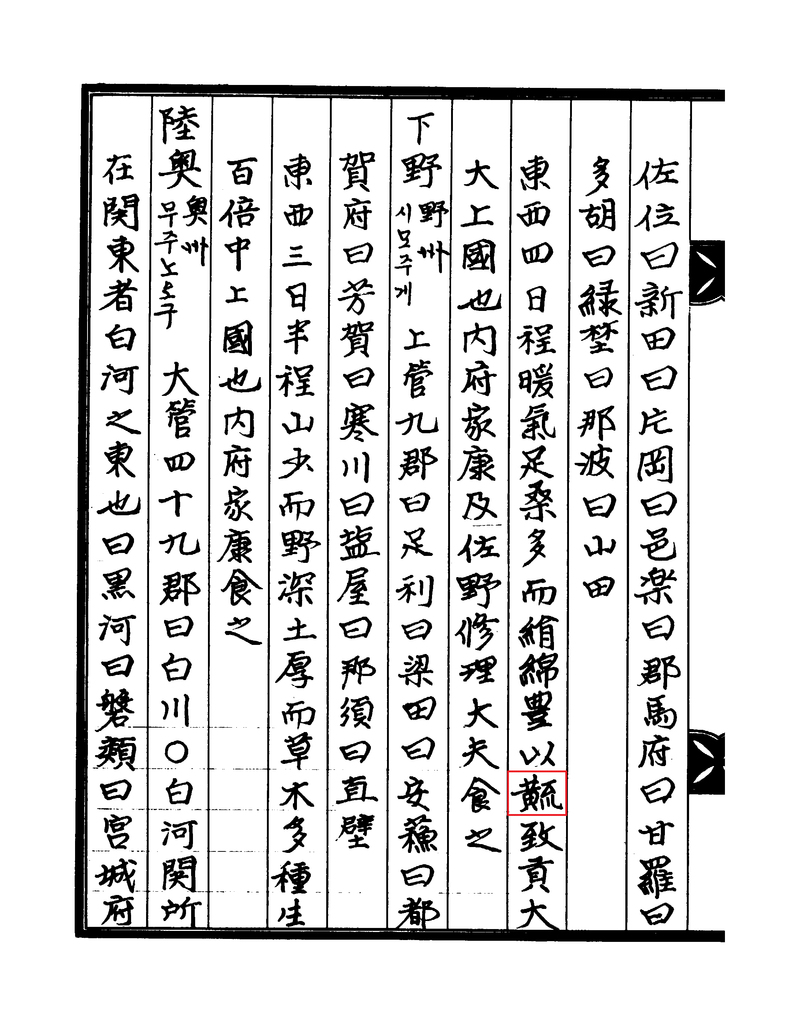 佐位曰新田曰片岡曰邑楽曰郡馬府曰甘羅曰
多胡曰緑埜曰那波曰山田
東西四日程暖氣足桑多而絹綿豊以致貢大
大上國也内府家康及佐野修理大夫食之
下野野州시모주게 上管九郡曰足利曰梁田曰安蘓曰都
賀府曰芳賀曰寒川曰塩屋曰那須曰直壁
東西三日半程山少而野深土厚而草木多種生
百倍中上國也内府家康食之
陸奥奥州무주노오구 大管四十九郡曰白川〇白河関所
在関東者白河之東也曰黒河曰磐頪曰宮城府